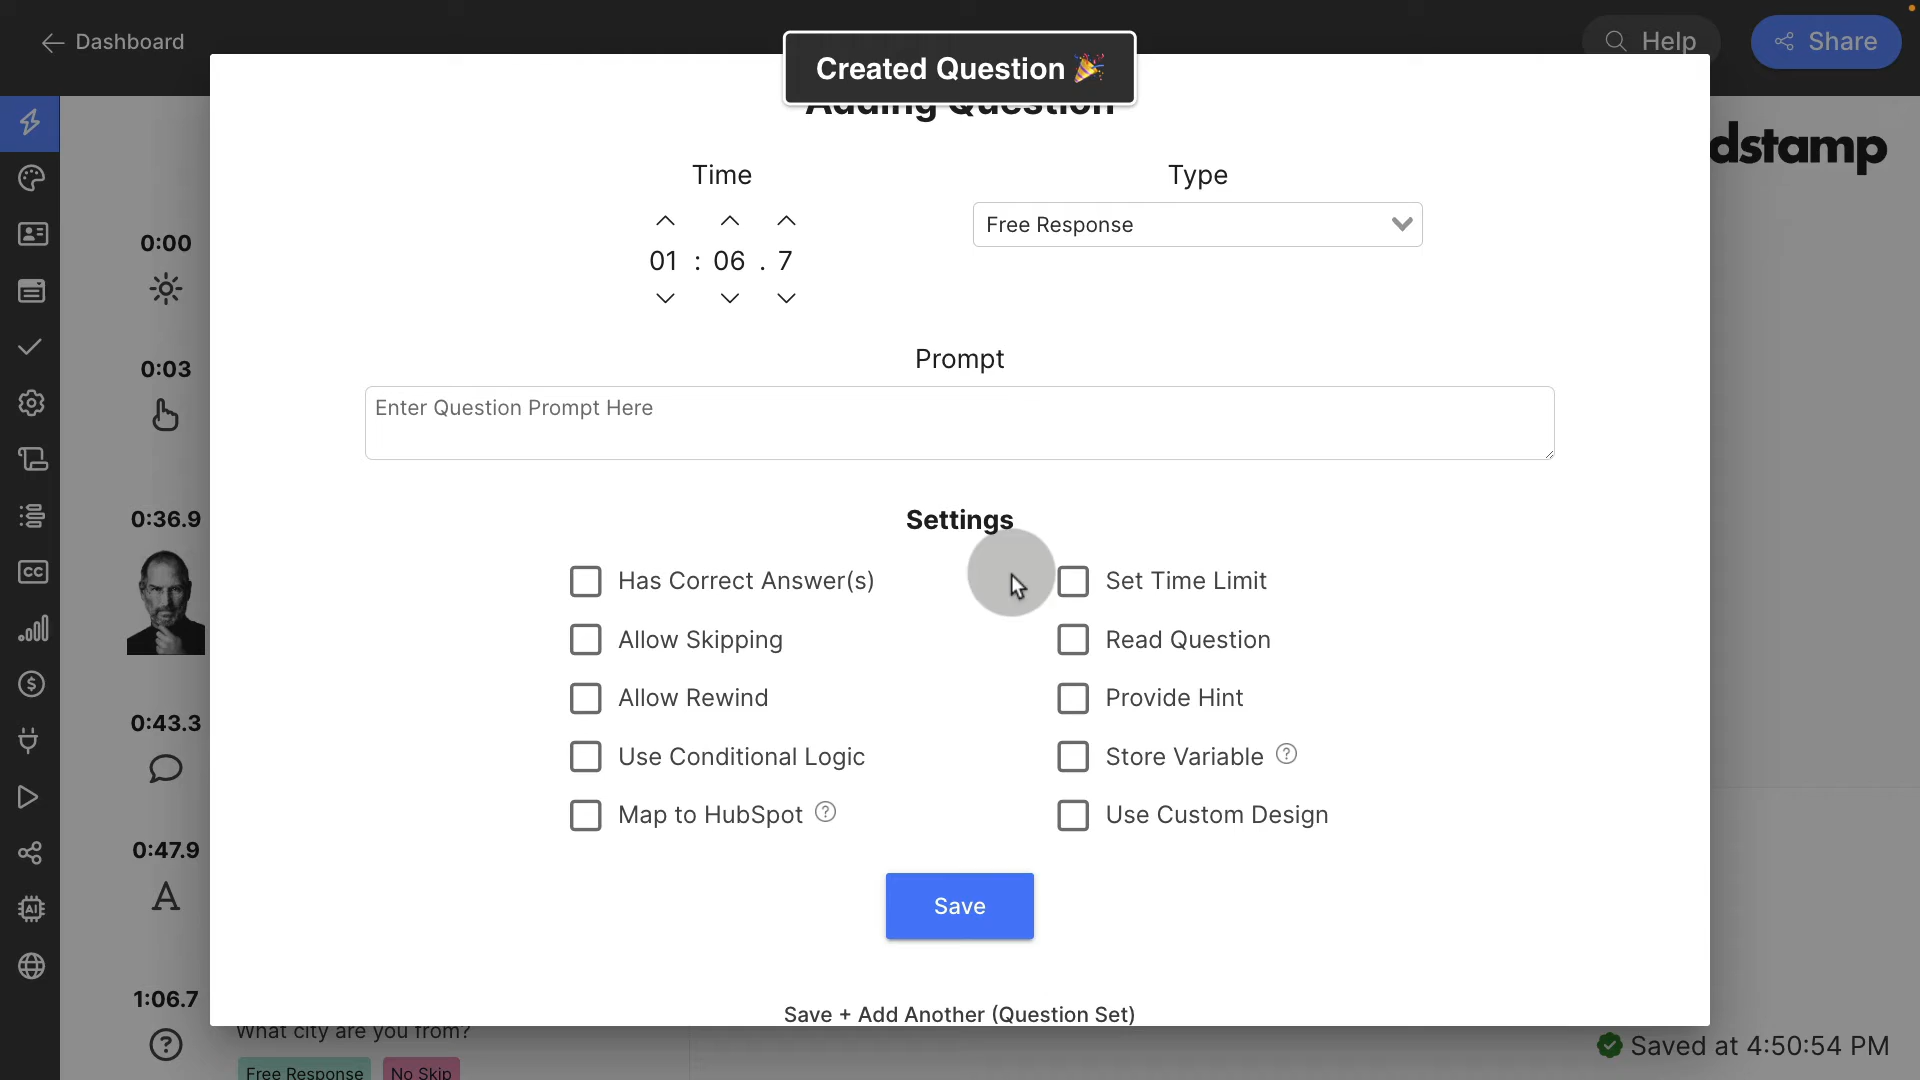 Dashboard
Created Question 🎉
Help
Share
Adding Question
dstamp
Time
Type
01 : 06 . 7
Free Response
Prompt
Enter Question Prompt Here
Settings
Has Correct Answer(s)
Set Time Limit
Allow Skipping
Read Question
Allow Rewind
Provide Hint
Use Conditional Logic
Store Variable ?
Map to HubSpot ?
Use Custom Design
Save
Save + Add Another (Question Set)
0:00
0:03
0:36.9
0:43.3
0:47.9
1:06.7
CC
AI
What city are you from?
Free Response
No Skip
Saved at 4:50:54 PM